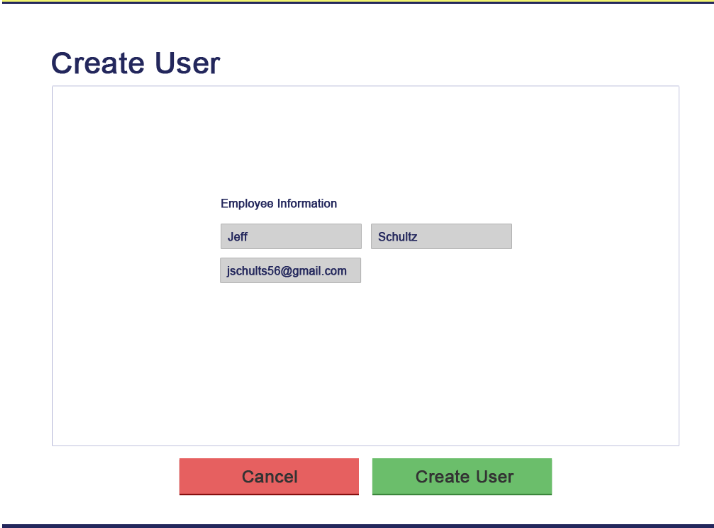 Create User
Employee Information
Jeff Schultz
jschults56@gmail.com
Cancel Create User